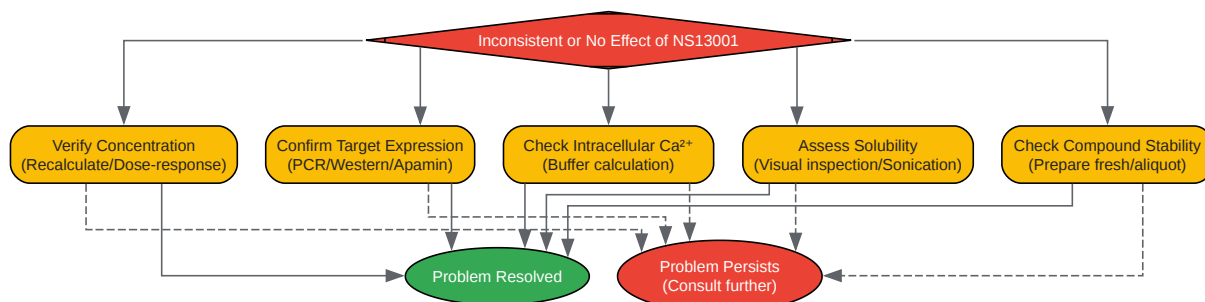 Inconsistent or No Effect of NS13001
Verify Concentration
(Recalculate/Dose-response)
Confirm Target Expression
(PCR/Western/Apamin)
Check Intracellular Ca²⁺
(Buffer calculation)
Assess Solubility
(Visual inspection/Sonication)
Check Compound Stability
(Prepare fresh/aliquot)
Problem Resolved
Problem Persists
(Consult further)